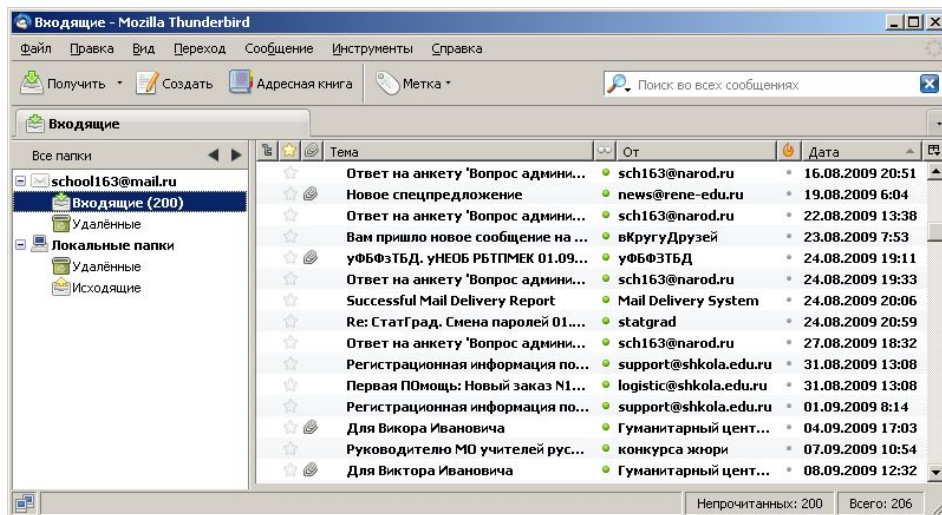 Входящие - Mozilla Thunderbird
Файл Правка Вид Переход Сообщение Инструменты Справка
Получить Создать Адресная книга Метка Поиск во всех сообщениях
Входящие
Все папки Тема От Дата
school163@mail.ru
Входящие (200)
Удалённые
Локальные папки
Удалённые
Исходящие
Ответ на анкету 'Вопрос админи... sch163@narod.ru 16.08.2009 20:51
Новое спецпредложение news@rene-edu.ru 19.08.2009 6:04
Ответ на анкету 'Вопрос админи... sch163@narod.ru 22.08.2009 13:38
Вам пришло новое сообщение на ... вКругуДрузей 23.08.2009 7:53
уФБФзТБД. уНЕОБ РБТПМЕК 01.09... уФБФЗТБД 24.08.2009 19:11
Ответ на анкету 'Вопрос админи... sch163@narod.ru 24.08.2009 19:33
Successful Mail Delivery Report Mail Delivery System 24.08.2009 20:06
Re: СтатГрад. Смена паролей 01.... statgrad 24.08.2009 20:59
Ответ на анкету 'Вопрос админи... sch163@narod.ru 27.08.2009 18:32
Регистрационная информация по... support@shkola.edu.ru 31.08.2009 13:08
Первая ПОмощь: Новый заказ N1... logistic@shkola.edu.ru 31.08.2009 13:08
Регистрационная информация по... support@shkola.edu.ru 01.09.2009 8:14
Для Викора Ивановича Гуманитарный цент... 04.09.2009 17:03
Руководителю МО учителей рус... конкурса жюри 07.09.2009 10:54
Для Виктора Ивановича Гуманитарный цент... 08.09.2009 12:32
Непрочитанных: 200 Всего: 206